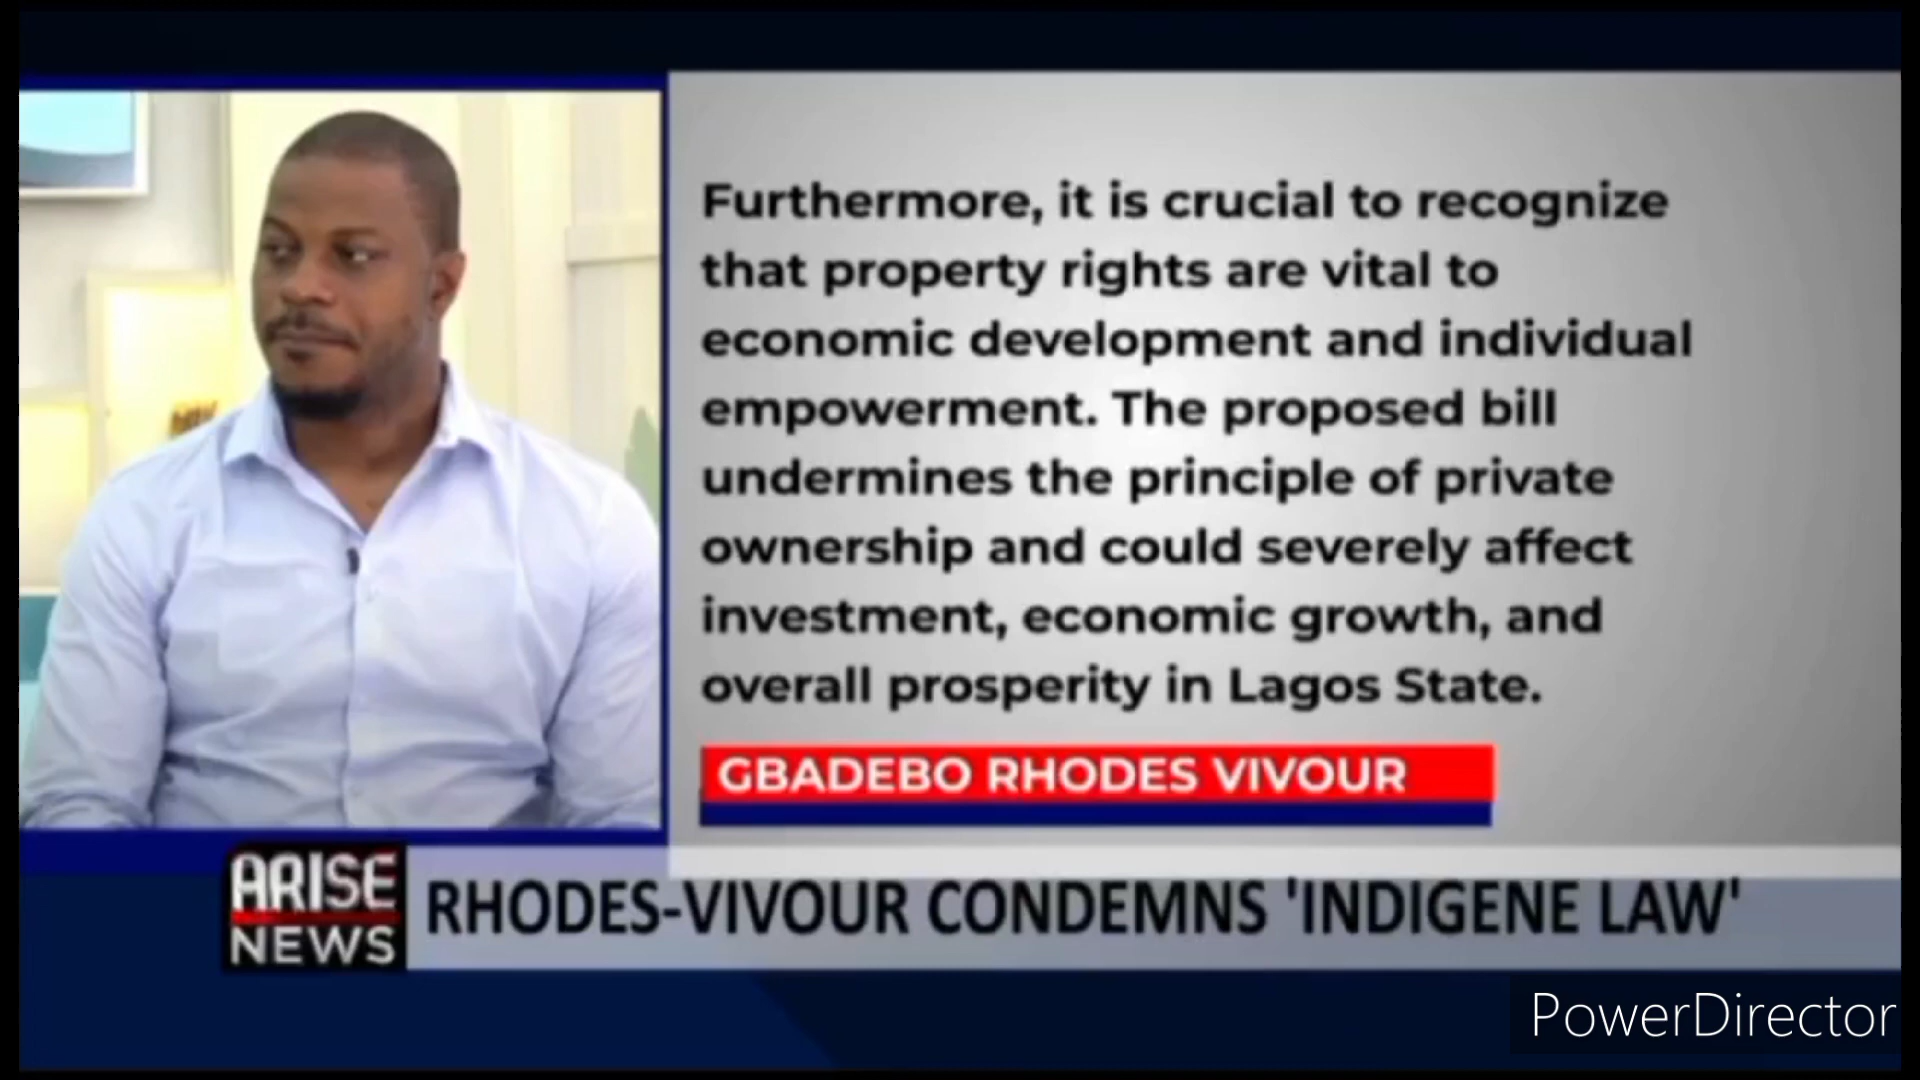 Furthermore, it is crucial to recognize
that property rights are vital to
economic development and individual
empowerment. The proposed bill
undermines the principle of private
ownership and could severely affect
investment, economic growth, and
overall prosperity in Lagos State.
GBADEBO RHODES VIVOUR
ARISE
NEWS
RHODES-VIVOUR CONDEMNS 'INDIGENE LAW'
PowerDirector